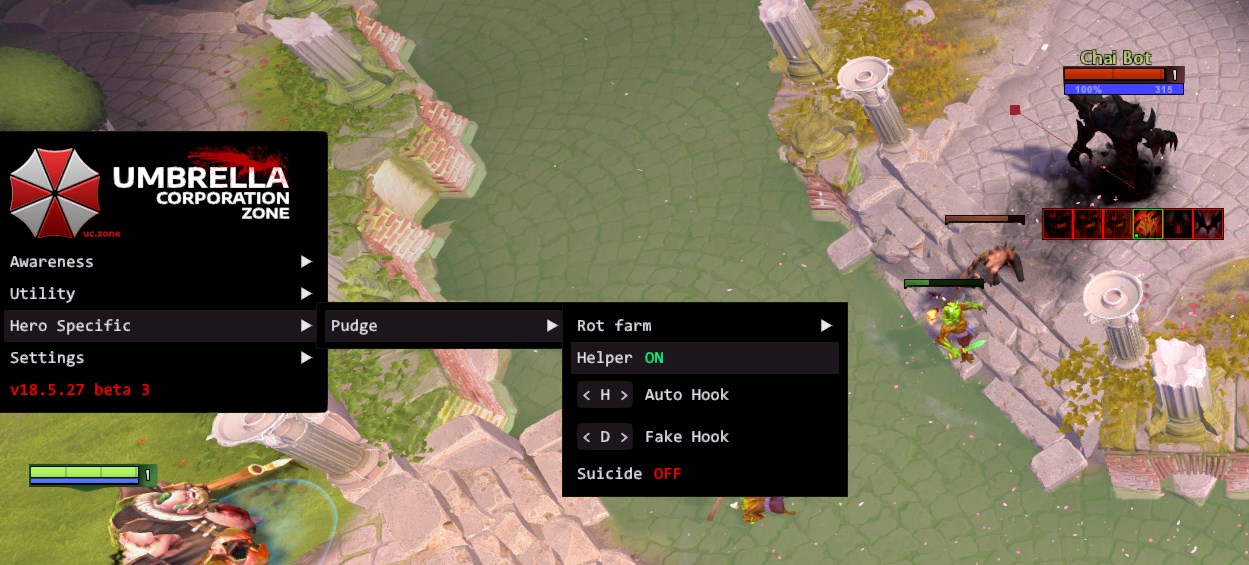 Chai Bot
1
100% 315
UMBRELLA
CORPORATION
ZONE
uc.zone
Awareness
Utility
Hero Specific
Settings
v18.5.27 beta 3
Pudge
Rot farm
Helper ON
< H > Auto Hook
< D > Fake Hook
Suicide OFF
1